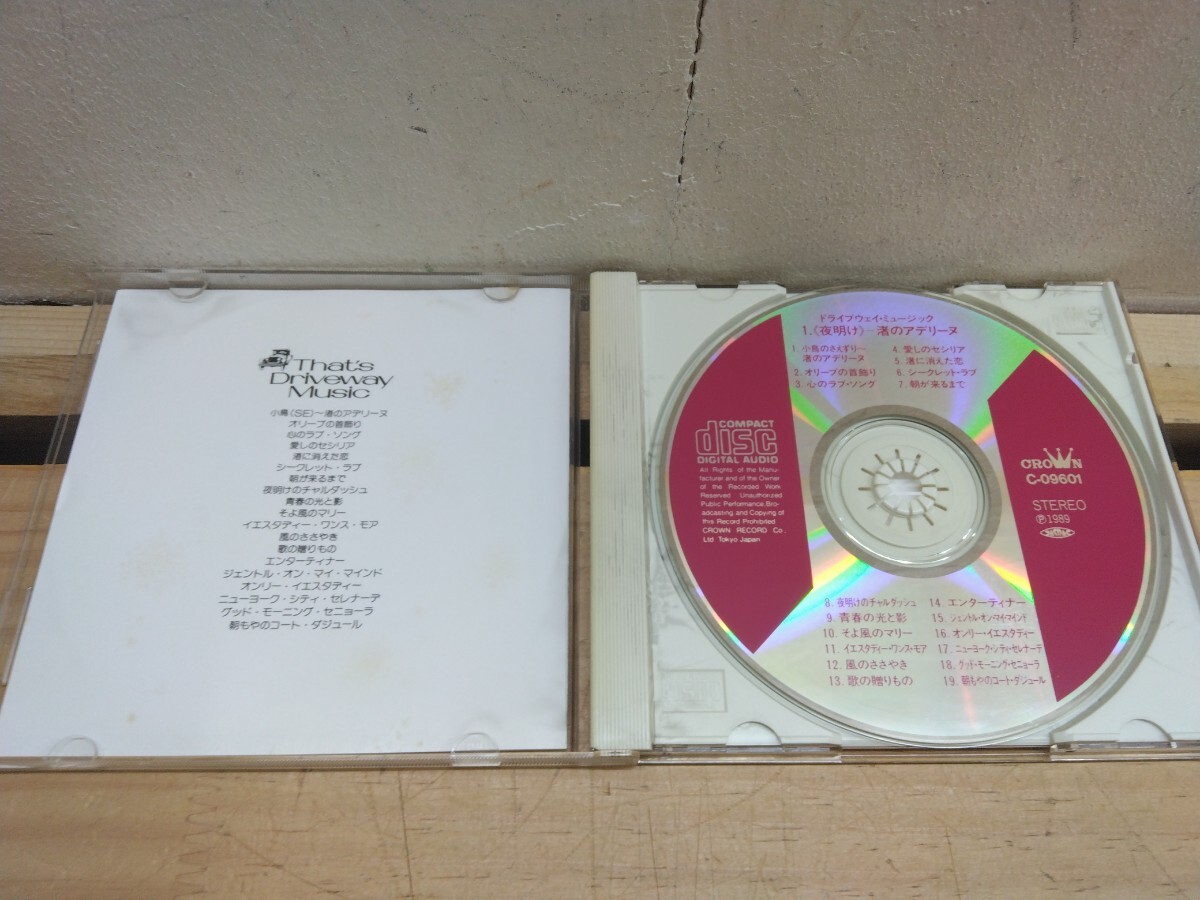 That's
Driveway
Music
小鳥(SE)〜渚のアデリーヌ
オリーブの首飾り
心のラブ・ソング
愛しのセシリア
渚に消えた恋
シークレット・ラブ
朝が来るまで
夜明けのチャルダッシュ
青春の光と影
そよ風のマリー
イエスタディー・ワンス・モア
風のささやき
歌の贈りもの
エンターティナー
ジェントル・オン・マイ・マインド
オンリー・イエスタディー
ニューヨーク・シティ・セレナーデ
グッド・モーニング・セニョーラ
朝もやのコート・ダジュール
ドライブウェイ・ミュージック
1.〈夜明け〉―渚のアデリーヌ
1. 小鳥のさえずり〜
渚のアデリーヌ
2. オリーブの首飾り
3. 心のラブ・ソング
4. 愛しのセシリア
5. 渚に消えた恋
6. シークレット・ラブ
7. 朝が来るまで
COMPACT
disc
DIGITAL AUDIO
All Rights of the Manu-
facturer and of the Owner
of the Recorded Work
Reserved Unauthorized
Public Performance.Bro-
adcasting and Copying of
this Record Prohibited
CROWN RECORD Co.,
Ltd Tokyo Japan
CROWN
C-09601
STEREO
Ⓟ1989
8. 夜明けのチャルダッシュ
9. 青春の光と影
10. そよ風のマリー
11. イエスタディー・ワンス・モア
12. 風のささやき
13. 歌の贈りもの
14. エンターティナー
15. ジェントル・オン・マイ・マインド
16. オンリー・イエスタディー
17. ニューヨーク・シティ・セレナーデ
18. グッド・モーニング・セニョーラ
19. 朝もやのコート・ダジュール